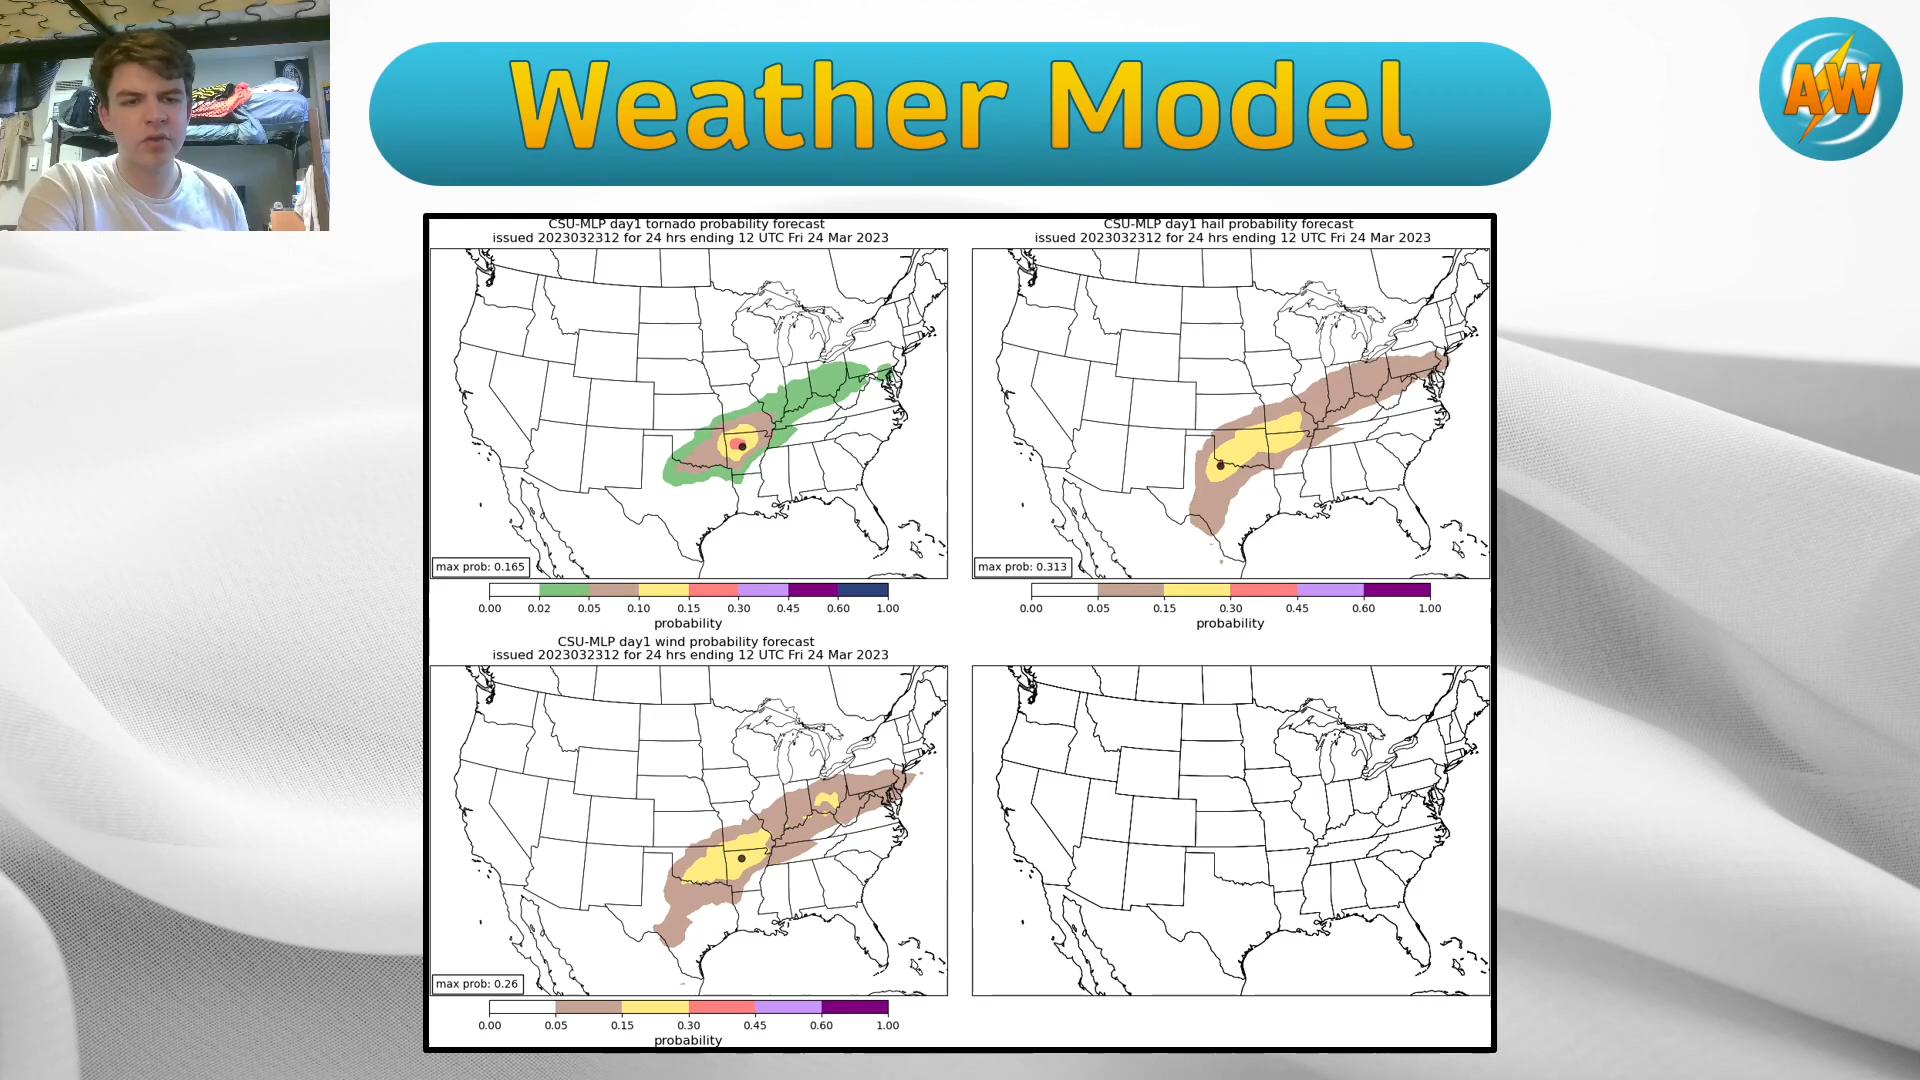 Weather Model
AW
CSU-MLP day1 tornado probability forecast
issued 2023032312 for 24 hrs ending 12 UTC Fri 24 Mar 2023
max prob: 0.165
0.00 0.02 0.05 0.10 0.15 0.30 0.45 0.60 1.00
probability
CSU-MLP day1 hail probability forecast
issued 2023032312 for 24 hrs ending 12 UTC Fri 24 Mar 2023
max prob: 0.313
0.00 0.05 0.15 0.30 0.45 0.60 1.00
probability
CSU-MLP day1 wind probability forecast
issued 2023032312 for 24 hrs ending 12 UTC Fri 24 Mar 2023
max prob: 0.26
0.00 0.05 0.15 0.30 0.45 0.60 1.00
probability